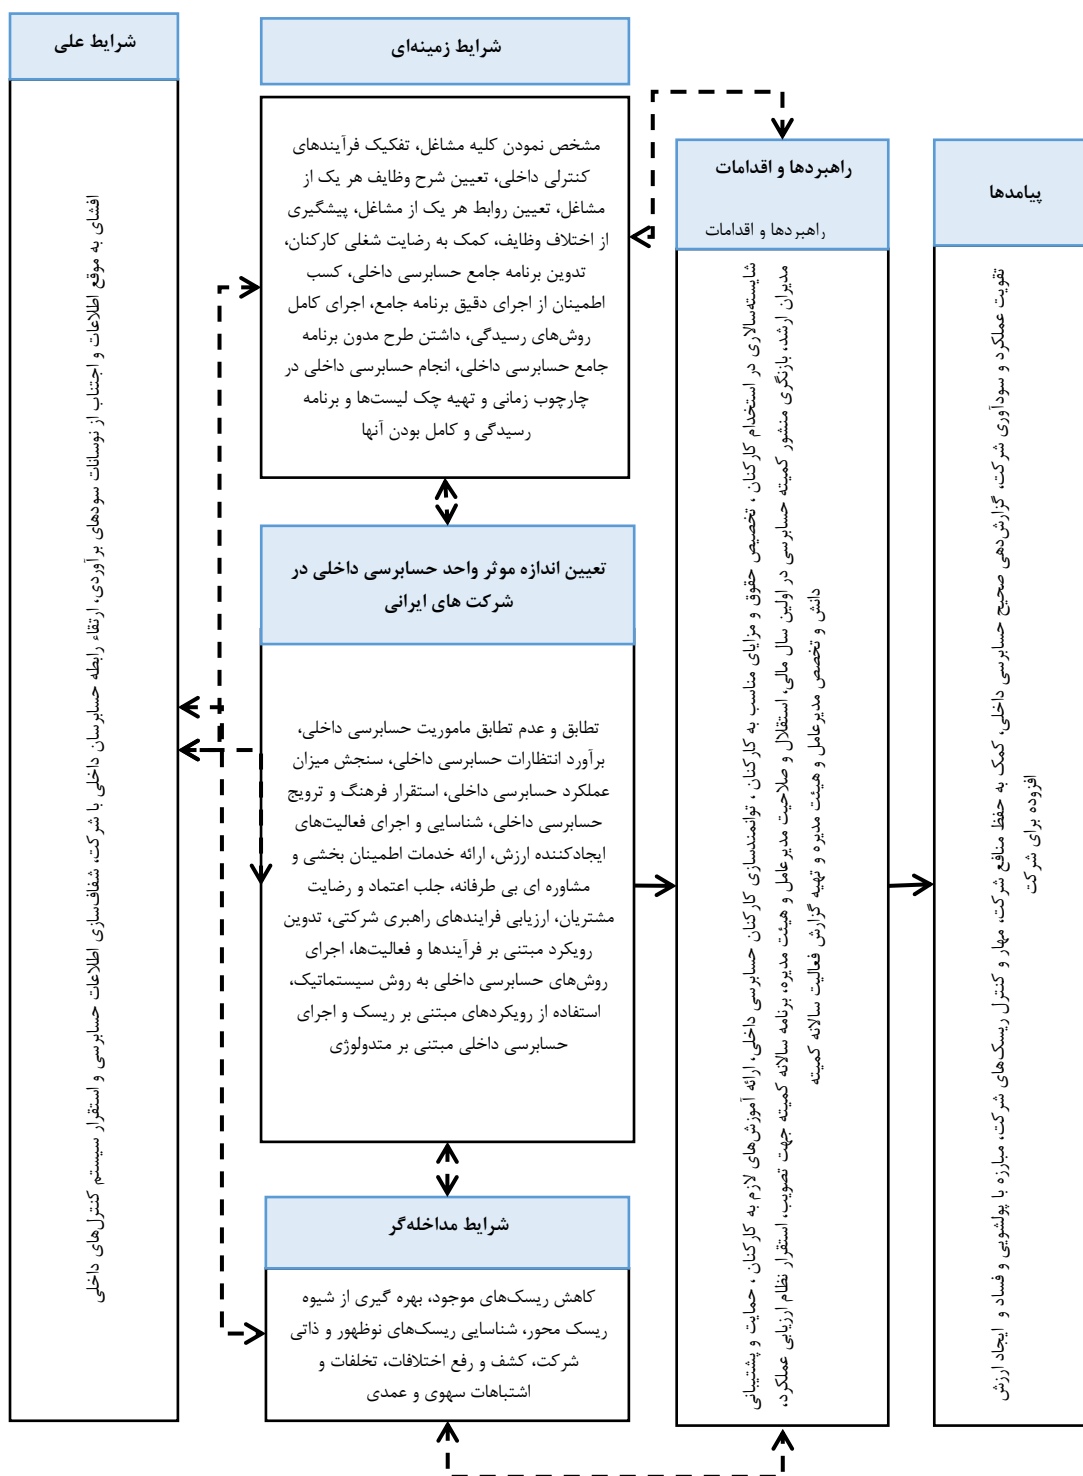 شرایط علی
افشای به موقع اطلاعات و اجتناب از نوسانات سودهای برآوردی، ارتقاء رابطه حسابرسان داخلی با شرکت، شفاف‌سازی اطلاعات حسابرسی و استقرار سیستم کنترل‌های داخلی
شرایط زمینه‌ای
مشخص نمودن کلیه مشاغل، تفکیک فرآیندهای
کنترلی داخلی، تعیین شرح وظایف هر یک از
مشاغل، تعیین روابط هر یک از مشاغل، پیشگیری
از اختلاف وظایف، کمک به رضایت شغلی کارکنان،
تدوین برنامه جامع حسابرسی داخلی، کسب
اطمینان از اجرای دقیق برنامه جامع، اجرای کامل
روش‌های رسیدگی، داشتن طرح مدون برنامه
جامع حسابرسی داخلی، انجام حسابرسی داخلی در
چارچوب زمانی و تهیه چک لیست‌ها و برنامه
رسیدگی و کامل بودن آنها
تعیین اندازه موثر واحد حسابرسی داخلی در
شرکت های ایرانی
تطابق و عدم تطابق ماموریت حسابرسی داخلی،
برآورد انتظارات حسابرسی داخلی، سنجش میزان
عملکرد حسابرسی داخلی، استقرار فرهنگ و ترویج
حسابرسی داخلی، شناسایی و اجرای فعالیت‌های
ایجادکننده ارزش، ارائه خدمات اطمینان بخشی و
مشاوره ای بی طرفانه، جلب اعتماد و رضایت
مشتریان، ارزیابی فرایندهای راهبری شرکتی، تدوین
رویکرد مبتنی بر فرآیندها و فعالیت‌ها، اجرای
روش‌های حسابرسی داخلی به روش سیستماتیک،
استفاده از رویکردهای مبتنی بر ریسک و اجرای
حسابرسی داخلی مبتنی بر متدولوژی
شرایط مداخله‌گر
کاهش ریسک‌های موجود، بهره گیری از شیوه
ریسک محور، شناسایی ریسک‌های نوظهور و ذاتی
شرکت، کشف و رفع اختلافات، تخلفات و
اشتباهات سهوی و عمدی
راهبردها و اقدامات
راهبردها و اقدامات
شایسته‌سالاری در استخدام کارکنان ، تخصیص حقوق و مزایای مناسب به کارکنان ، توانمندسازی کارکنان حسابرسی داخلی، ارائه آموزش‌های لازم به کارکنان ، حمایت و پشتیبانی
مدیران ارشد، بازنگری منشور کمیته حسابرسی در اولین سال مالی، استقلال و صلاحیت مدیرعامل و هیئت مدیره، برنامه سالانه کمیته جهت تصویب، استقرار نظام ارزیابی عملکرد،
دانش و تخصص مدیرعامل و هیئت مدیره و تهیه گزارش فعالیت سالانه کمیته
پیامدها
تقویت عملکرد و سودآوری شرکت، گزارش‌دهی صحیح حسابرسی داخلی، کمک به حفظ منافع شرکت، مهار و کنترل ریسک‌های شرکت، مبارزه با پولشویی و فساد و ایجاد ارزش
افزوده برای شرکت